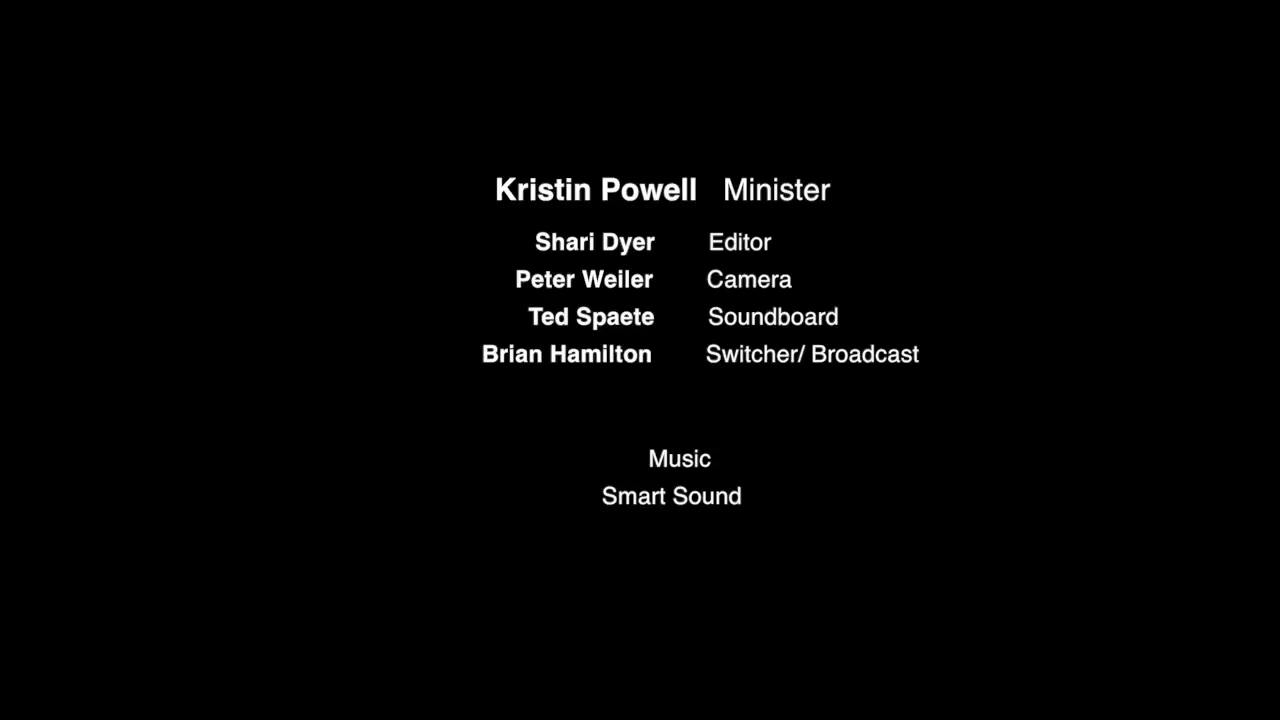 Kristin Powell Minister
Shari Dyer Editor
Peter Weiler Camera
Ted Spaete Soundboard
Brian Hamilton Switcher/ Broadcast
Music
Smart Sound